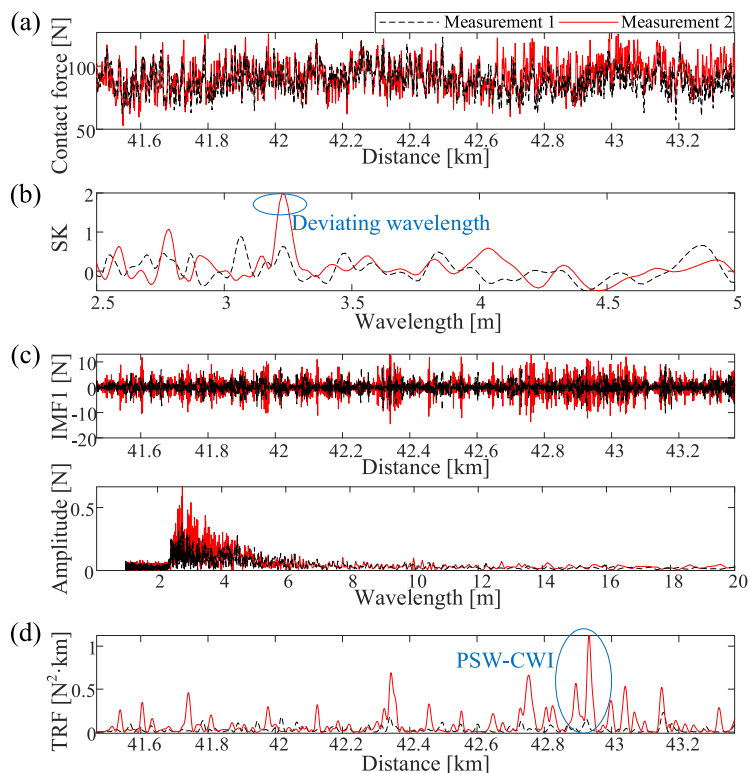 (a)
Measurement 1 Measurement 2
Contact force [N]
100
50
41.6 41.8 42 42.2 42.4 42.6 42.8 43 43.2
Distance [km]
(b)
SK
2
1
0
Deviating wavelength
2.5 3 3.5 4 4.5 5
Wavelength [m]
(c)
IMF1 [N]
10
0
-10
-20
41.6 41.8 42 42.2 42.4 42.6 42.8 43 43.2
Distance [km]
Amplitude [N]
0.5
0
2 4 6 8 10 12 14 16 18 20
Wavelength [m]
(d)
TRF [N²·km]
1
0.5
0
PSW-CWI
41.6 41.8 42 42.2 42.4 42.6 42.8 43 43.2
Distance [km]